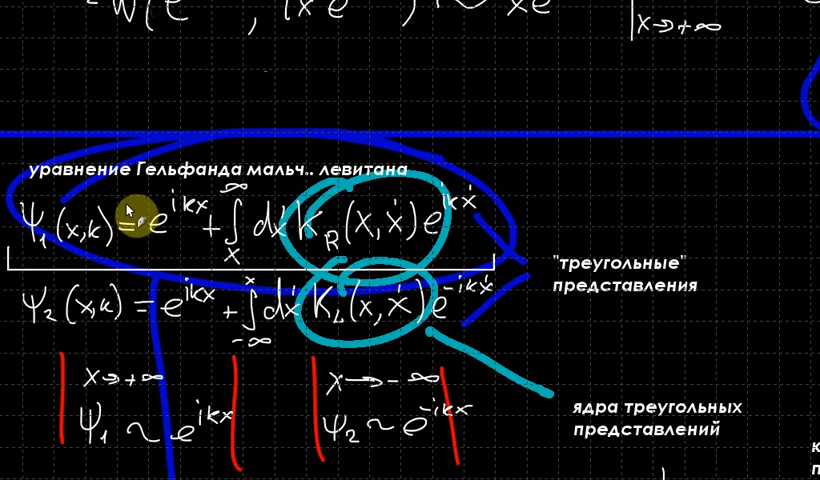 x→+∞
уравнение Гельфанда мальч.. левитана
ψ₁(x,k) = e^{ikx} + ∫_x^∞ dx́ K_R(x,x́) e^{ikx́}
ψ₂(x,k) = e^{ikx} + ∫_{-∞}^x dx́ K_L(x,x́) e^{-ikx́}
"треугольные"
представления
x→+∞
ψ₁ ~ e^{ikx}
x→-∞
ψ₂ ~ e^{-ikx}
ядра треугольных
представлений